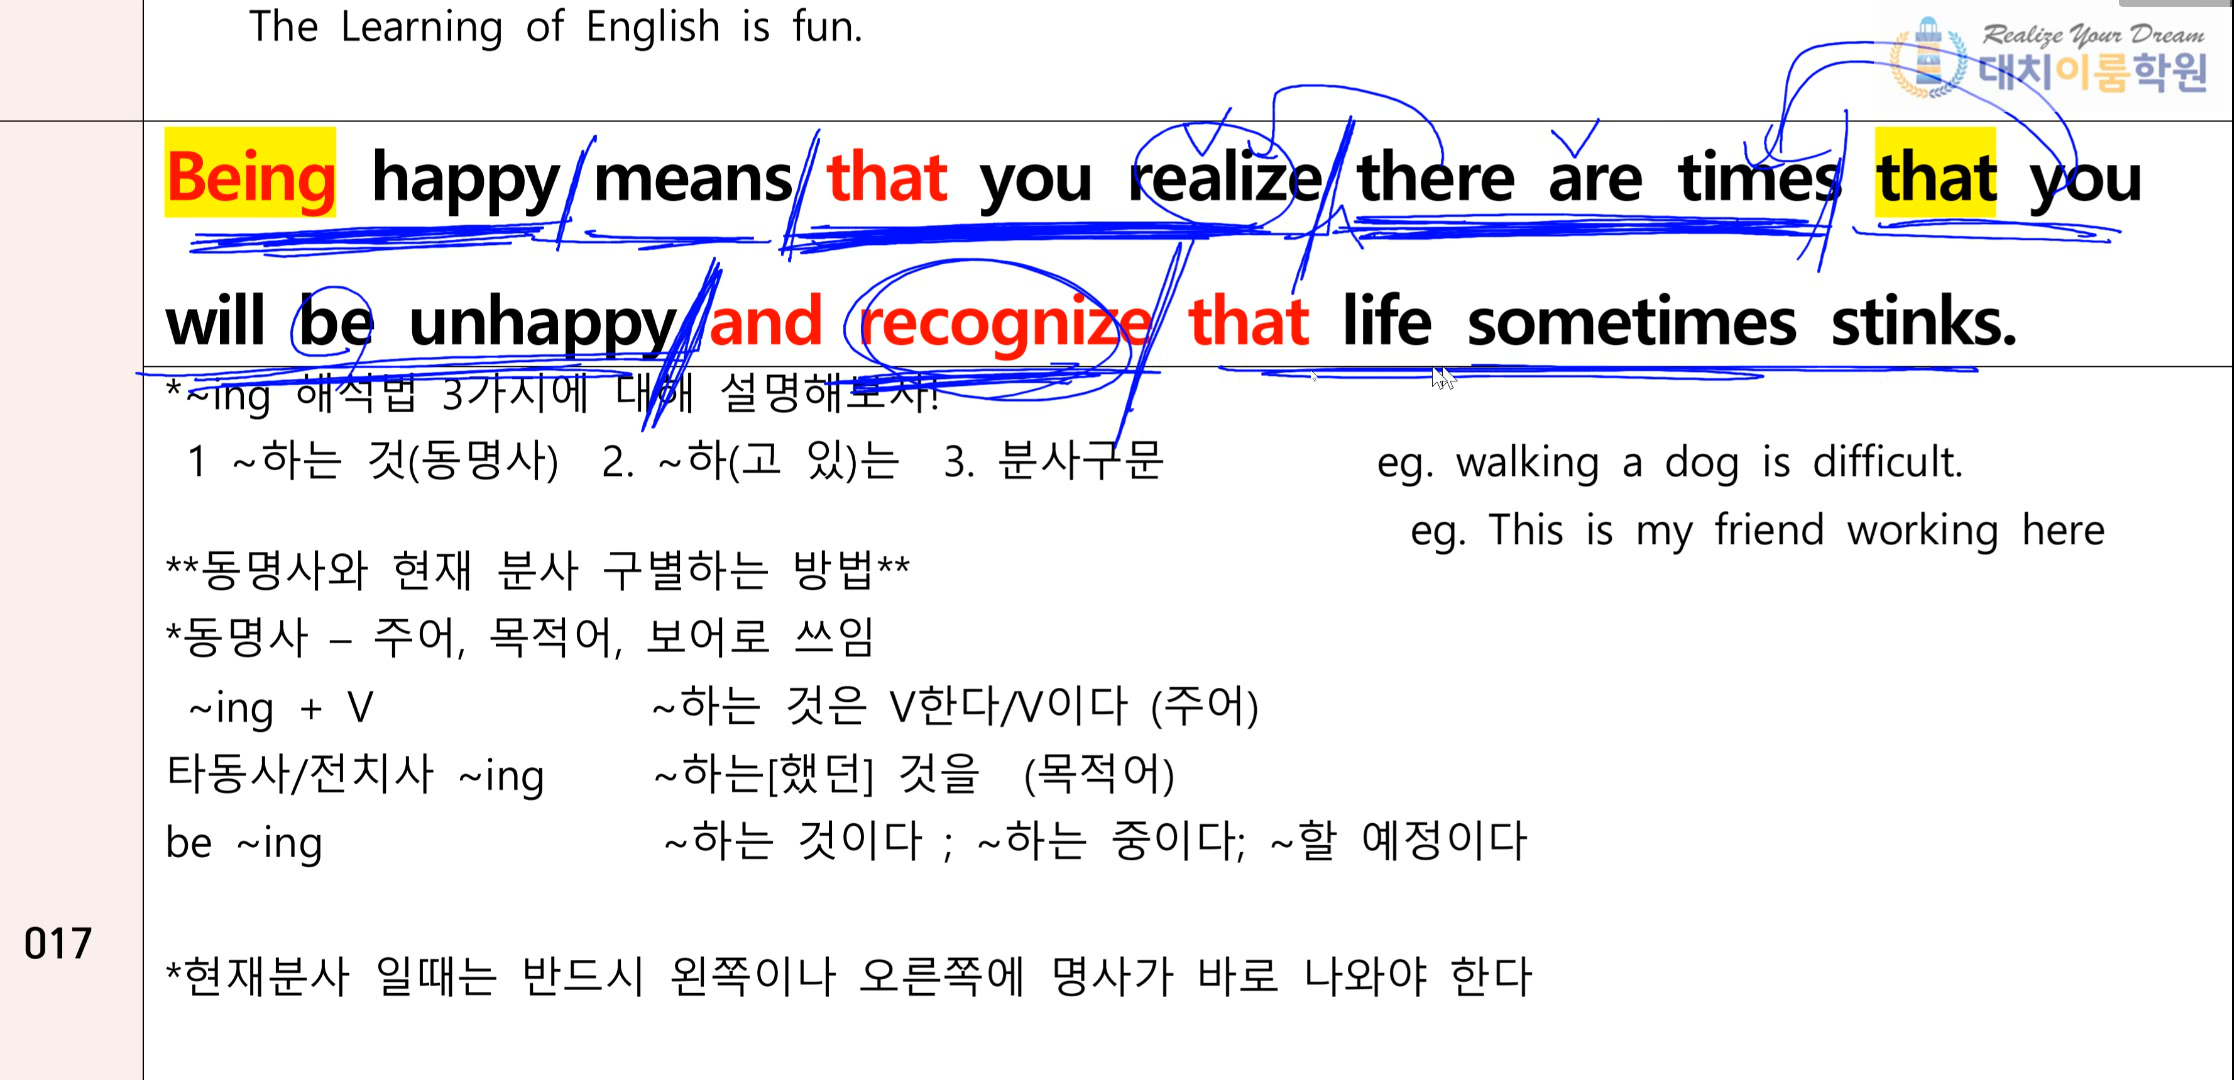 The Learning of English is fun.
Realize Your Dream
대치이룸학원
Being happy means that you realize there are times that you
will be unhappy and recognize that life sometimes stinks.
*~ing 해석법 3가지에 대해 설명해보자!
1 ~하는 것(동명사) 2. ~하(고 있)는 3. 분사구문 eg. walking a dog is difficult.
eg. This is my friend working here
**동명사와 현재 분사 구별하는 방법**
*동명사 – 주어, 목적어, 보어로 쓰임
~ing + V ~하는 것은 V한다/V이다 (주어)
타동사/전치사 ~ing ~하는[했던] 것을 (목적어)
be ~ing ~하는 것이다 ; ~하는 중이다; ~할 예정이다
017
*현재분사 일때는 반드시 왼쪽이나 오른쪽에 명사가 바로 나와야 한다